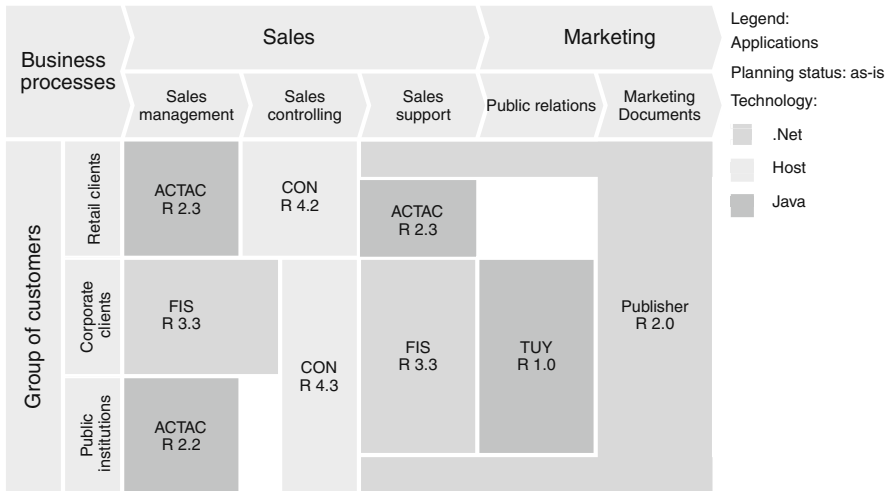 Business
processes
Sales
Marketing
Sales
management
Sales
controlling
Sales
support
Public relations
Marketing
Documents
Legend:
Applications
Planning status: as-is
Technology:
.Net
Host
Java
Group of customers
Retail clients
ACTAC
R 2.3
CON
R 4.2
ACTAC
R 2.3
Corporate
clients
FIS
R 3.3
CON
R 4.3
FIS
R 3.3
TUY
R 1.0
Publisher
R 2.0
Public
institutions
ACTAC
R 2.2